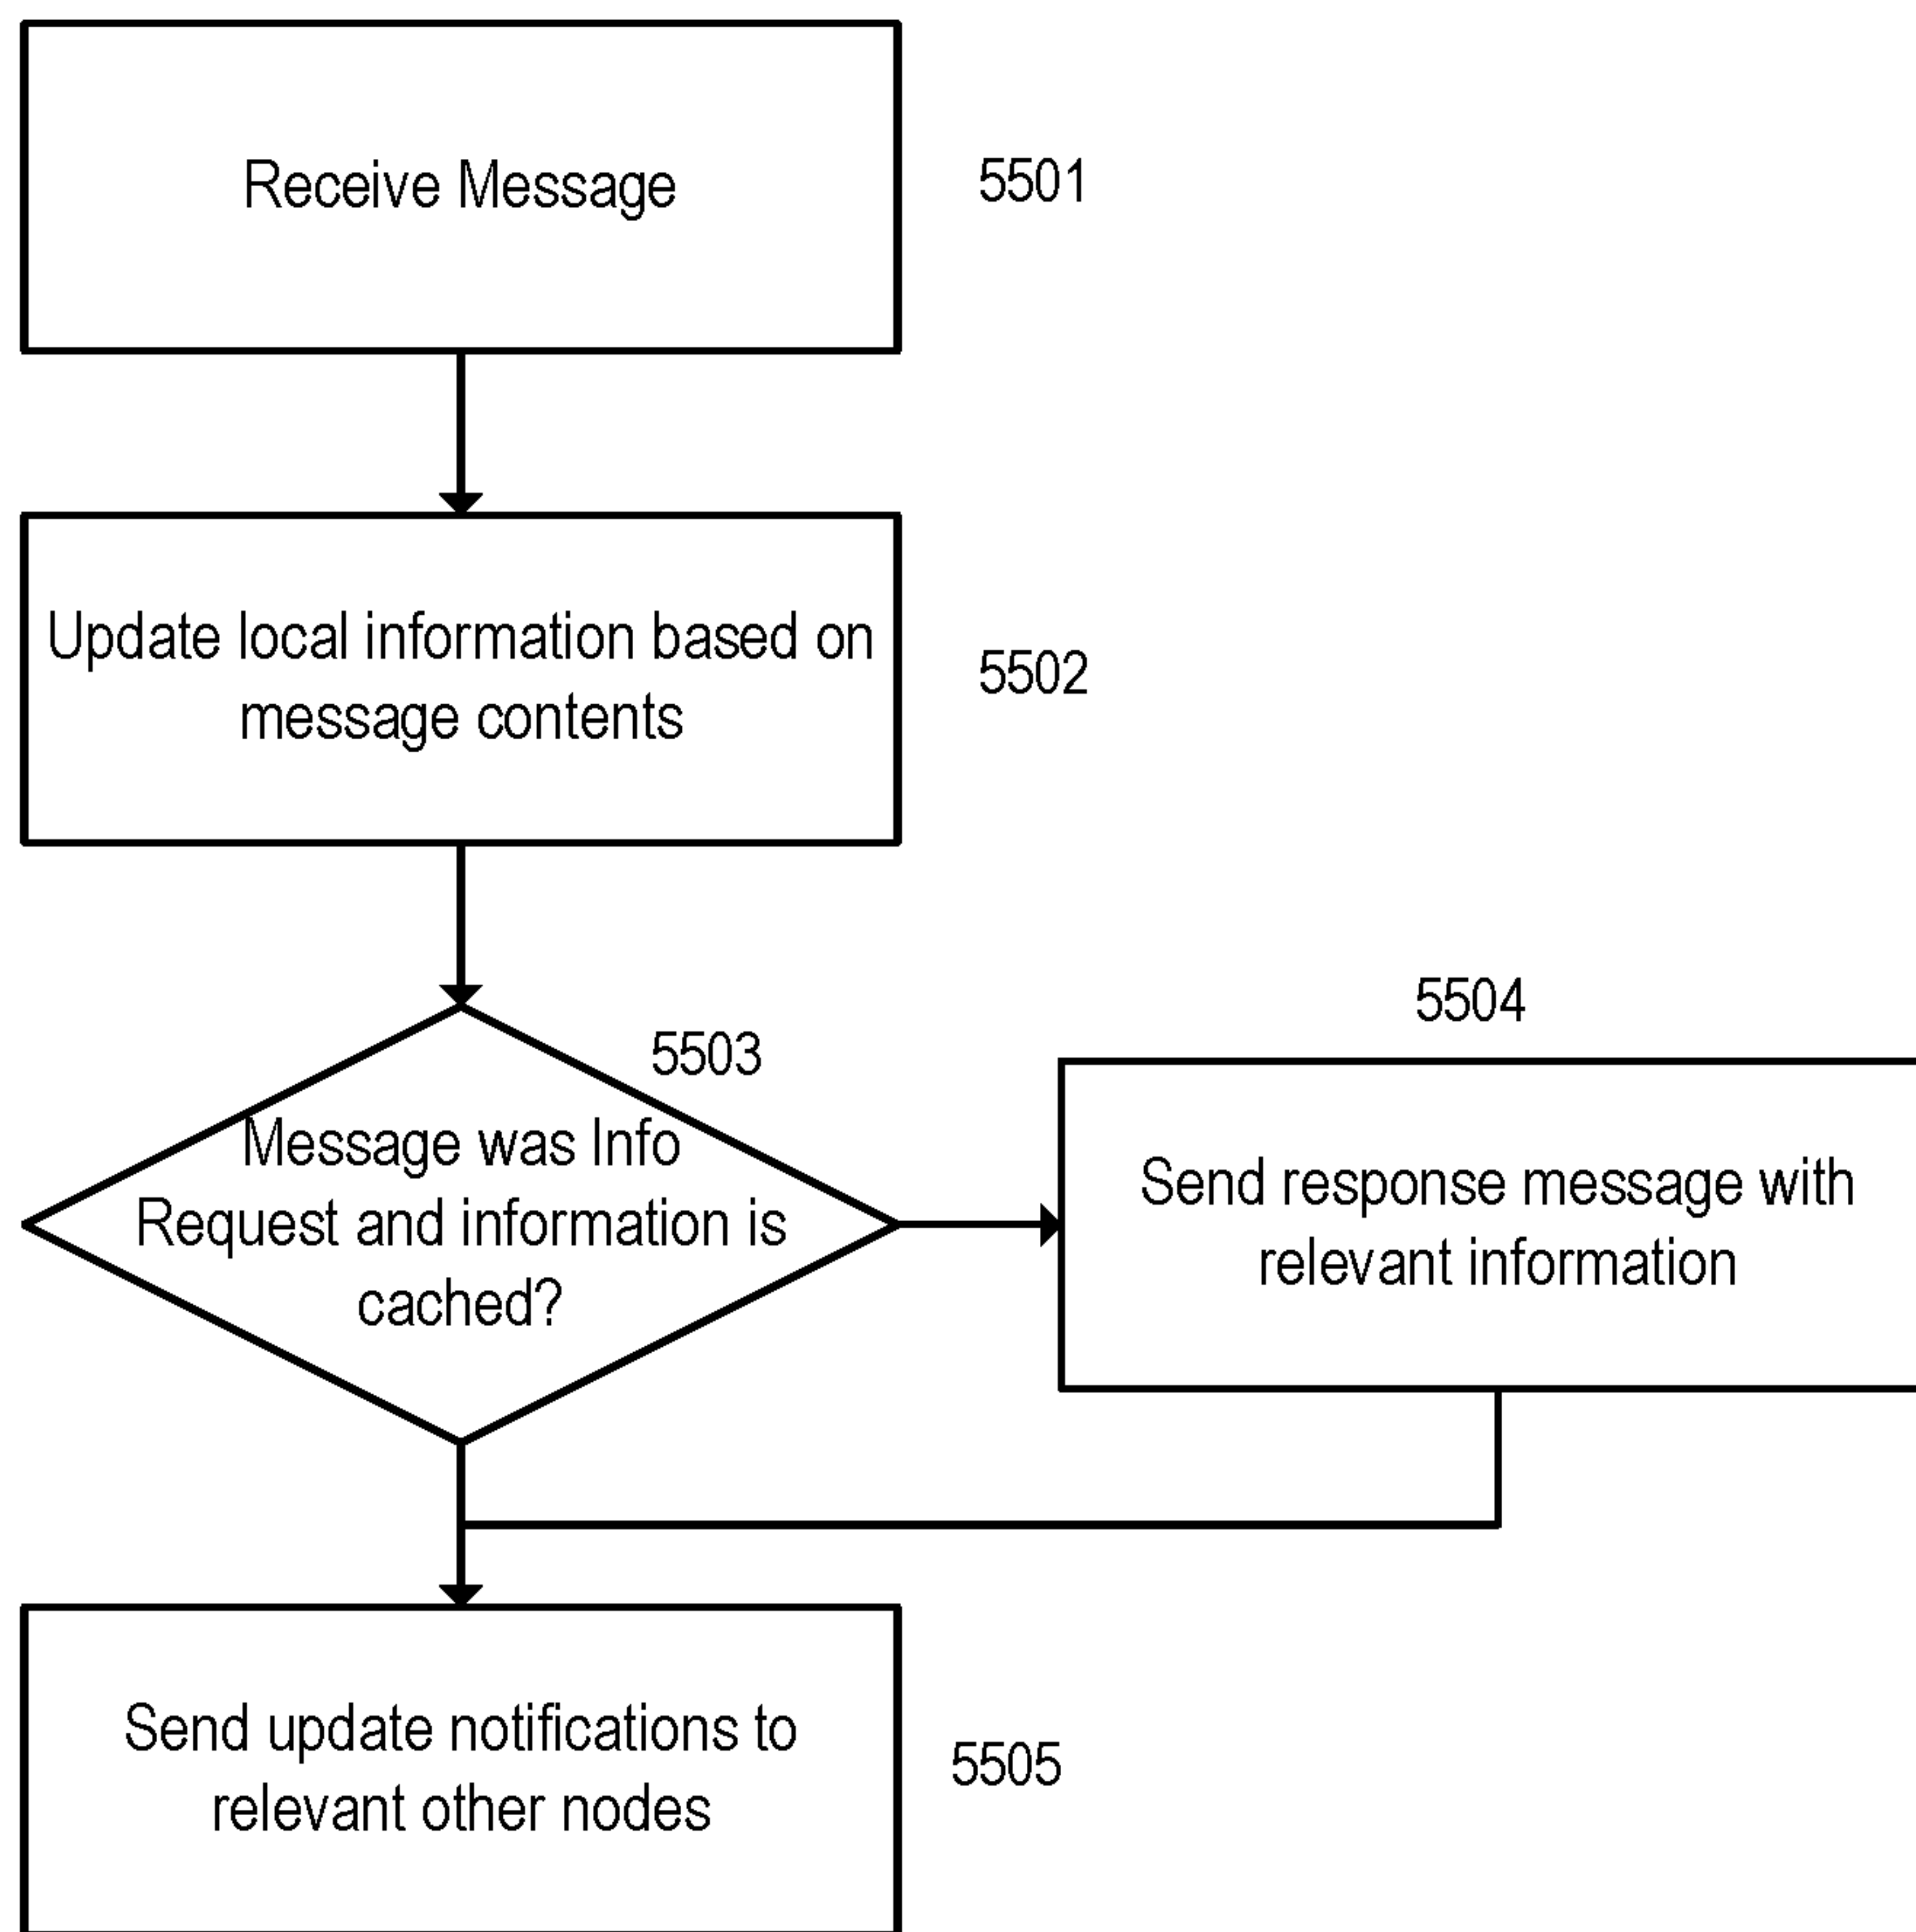 Receive Message
5501
Update local information based on
message contents
5502
5503
Message was Info
Request and information is
cached?
5504
Send response message with
relevant information
Send update notifications to
relevant other nodes
5505